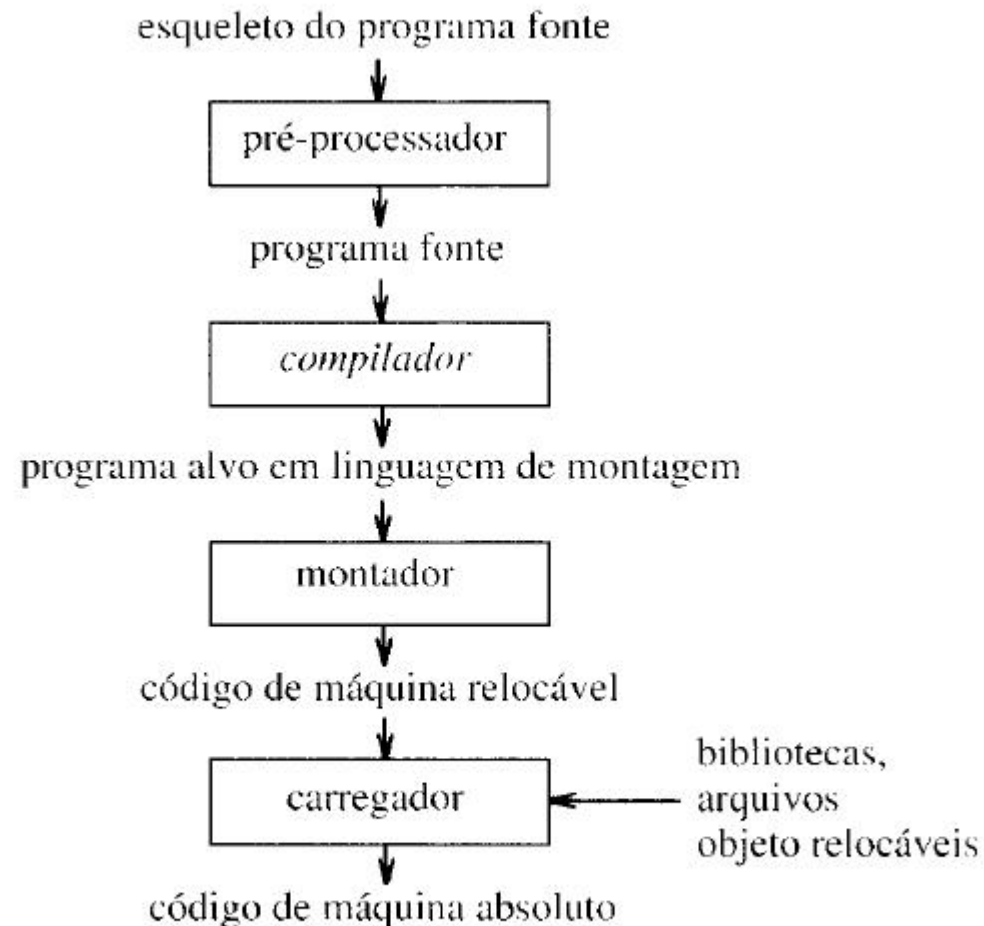 esqueleto do programa fonte
pré-processador
programa fonte
compilador
programa alvo em linguagem de montagem
montador
código de máquina relocável
carregador
bibliotecas,
arquivos
objeto relocáveis
código de máquina absoluto